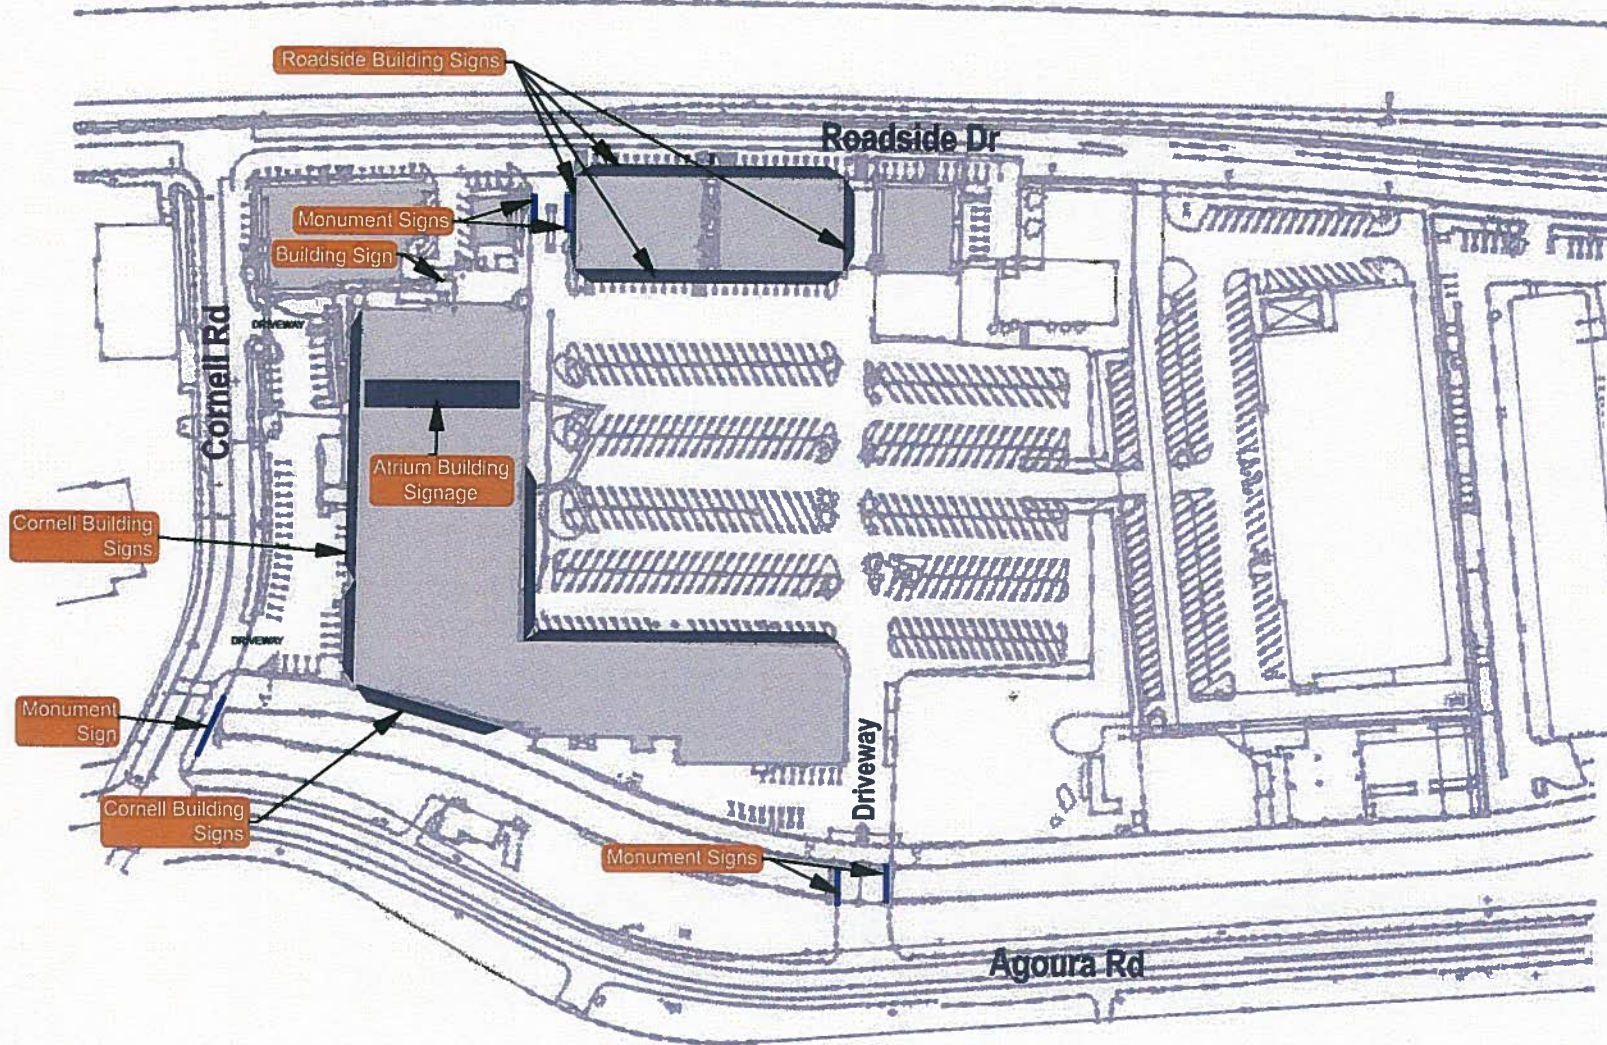 Roadside Building Signs
Roadside Dr
Monument Signs
Building Sign
DRIVEWAY
Cornell Rd
Atrium Building
Signage
Cornell Building
Signs
DRIVEWAY
Monument
Sign
Driveway
Cornell Building
Signs
Monument Signs
Agoura Rd